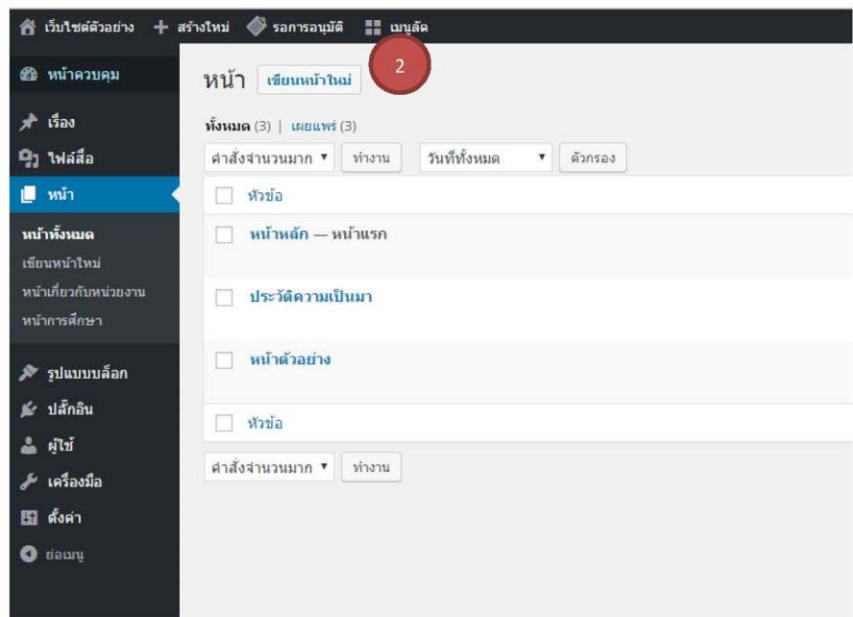 เว็บไซต์ตัวอย่าง สร้างใหม่ รอการอนุมัติ เมนูลัด
หน้าควบคุม
เรื่อง
ไฟล์สื่อ
หน้า
หน้าทั้งหมด
เขียนหน้าใหม่
หน้าเกี่ยวกับหน่วยงาน
หน้าการศึกษา
รูปแบบบล็อก
ปลั๊กอิน
ผู้ใช้
เครื่องมือ
ตั้งค่า
ย่อเมนู
หน้า เขียนหน้าใหม่ 2
ทั้งหมด (3) | เผยแพร่ (3)
คำสั่งจำนวนมาก ทำงาน วันที่ทั้งหมด ตัวกรอง
หัวข้อ
หน้าหลัก — หน้าแรก
ประวัติความเป็นมา
หน้าตัวอย่าง
หัวข้อ
คำสั่งจำนวนมาก ทำงาน